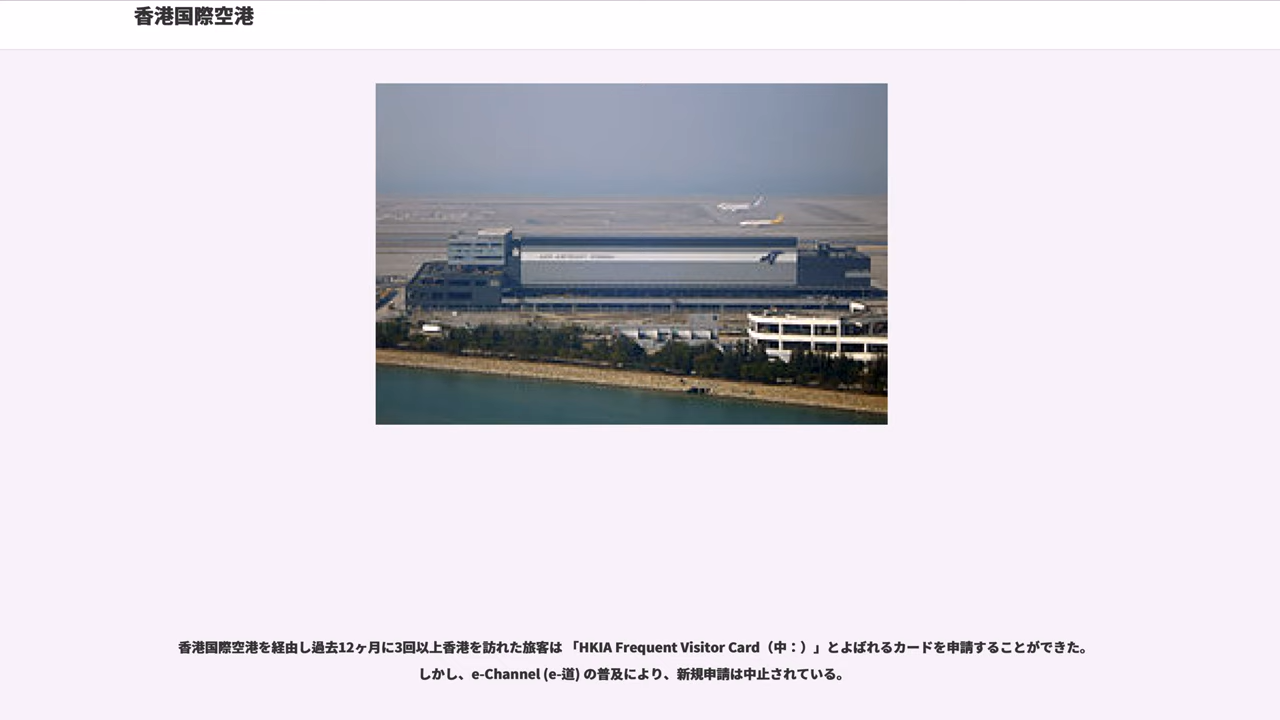 香港国際空港
香港国際空港を経由し過去12ヶ月に3回以上香港を訪れた旅客は 「HKIA Frequent Visitor Card（中：）」とよばれるカードを申請することができた。
しかし、e-Channel (e-道) の普及により、新規申請は中止されている。